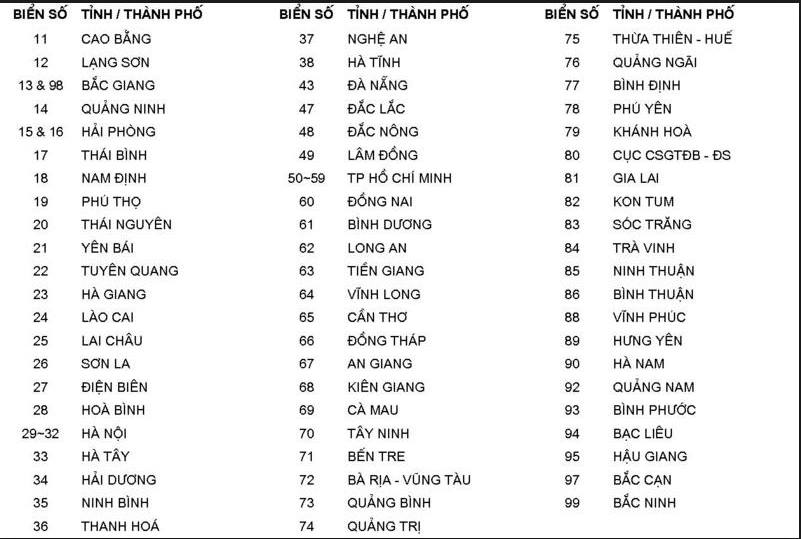 BIỂN SỐ TỈNH / THÀNH PHỐ BIỂN SỐ TỈNH / THÀNH PHỐ BIỂN SỐ TỈNH / THÀNH PHỐ
11 CAO BẰNG 37 NGHỆ AN 75 THỪA THIÊN - HUẾ
12 LẠNG SƠN 38 HÀ TĨNH 76 QUẢNG NGÃI
13 & 98 BẮC GIANG 43 ĐÀ NẴNG 77 BÌNH ĐỊNH
14 QUẢNG NINH 47 ĐẮC LẮC 78 PHÚ YÊN
15 & 16 HẢI PHÒNG 48 ĐẮC NÔNG 79 KHÁNH HOÀ
17 THÁI BÌNH 49 LÂM ĐỒNG 80 CỤC CSGTĐB - ĐS
18 NAM ĐỊNH 50~59 TP HỒ CHÍ MINH 81 GIA LAI
19 PHÚ THỌ 60 ĐỒNG NAI 82 KON TUM
20 THÁI NGUYÊN 61 BÌNH DƯƠNG 83 SÓC TRĂNG
21 YÊN BÁI 62 LONG AN 84 TRÀ VINH
22 TUYÊN QUANG 63 TIỀN GIANG 85 NINH THUẬN
23 HÀ GIANG 64 VĨNH LONG 86 BÌNH THUẬN
24 LÀO CAI 65 CẦN THƠ 88 VĨNH PHÚC
25 LAI CHÂU 66 ĐỒNG THÁP 89 HƯNG YÊN
26 SƠN LA 67 AN GIANG 90 HÀ NAM
27 ĐIỆN BIÊN 68 KIÊN GIANG 92 QUẢNG NAM
28 HOÀ BÌNH 69 CÀ MAU 93 BÌNH PHƯỚC
29~32 HÀ NỘI 70 TÂY NINH 94 BẠC LIÊU
33 HÀ TÂY 71 BẾN TRE 95 HẬU GIANG
34 HẢI DƯƠNG 72 BÀ RỊA - VŨNG TÀU 97 BẮC CẠN
35 NINH BÌNH 73 QUẢNG BÌNH 99 BẮC NINH
36 THANH HOÁ 74 QUẢNG TRỊ